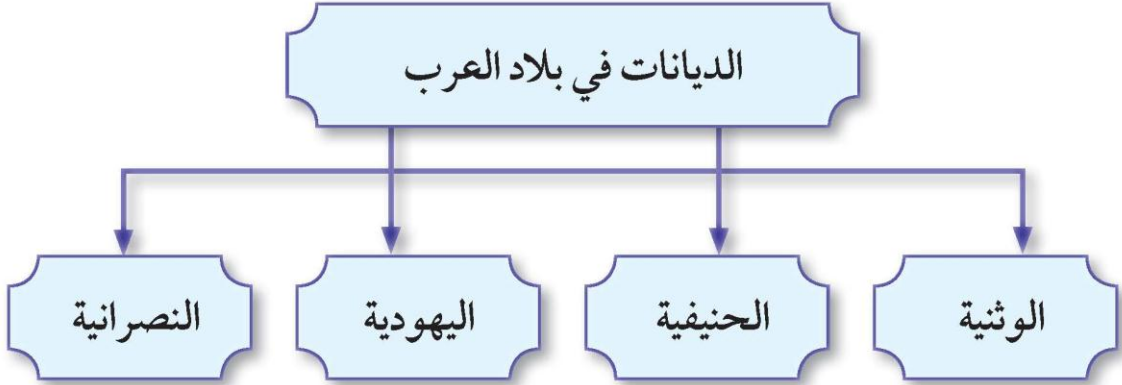 الديانات في بلاد العرب
الوثنية
الحنيفية
اليهودية
النصرانية